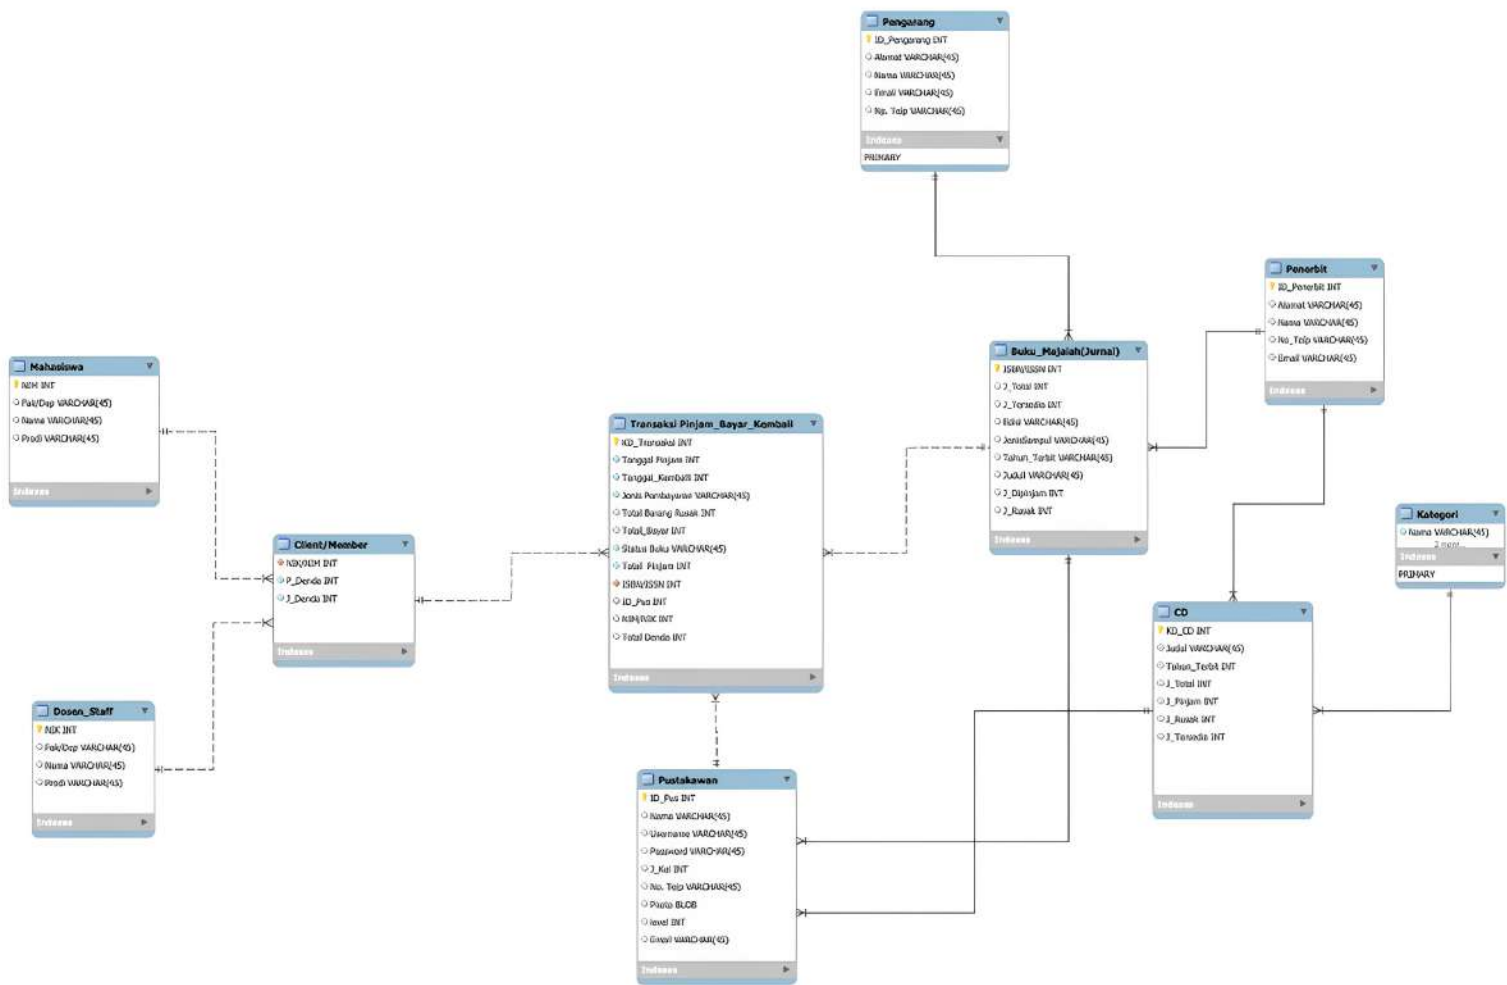 Pengarang
ID_Pengarang INT
Alamat VARCHAR(45)
Nama VARCHAR(45)
Email VARCHAR(45)
No. Telp VARCHAR(45)
Indexes
PRIMARY
Penerbit
ID_Penerbit INT
Alamat VARCHAR(45)
Nama VARCHAR(45)
No_Telp VARCHAR(45)
Email VARCHAR(45)
Indexes
Buku_Majalah(Jurnal)
ISBN/ISSN INT
J_Total INT
J_Tersedia INT
Edisi VARCHAR(45)
JenisSampul VARCHAR(45)
Tahun_Terbit VARCHAR(45)
Judul VARCHAR(45)
J_Dipinjam INT
J_Rusak INT
Indexes
Mahasiswa
NIM INT
Fak/Dep VARCHAR(45)
Nama VARCHAR(45)
Prodi VARCHAR(45)
Indexes
Transaksi Pinjam_Bayar_Kembali
KD_Transaksi INT
Tanggal Pinjam INT
Tanggal_Kembali INT
Jenis Pembayaran VARCHAR(45)
Total Barang Rusak INT
Total_Bayar INT
Status Buku VARCHAR(45)
Total_Pinjam INT
ISBN/ISSN INT
ID_Pus INT
NIM/NIK INT
Total Denda INT
Indexes
Kategori
Nama VARCHAR(45)
2 more...
Indexes
PRIMARY
Client/Member
NIK/NIM INT
P_Denda INT
J_Denda INT
Indexes
CD
KD_CD INT
Judul VARCHAR(45)
Tahun_Terbit INT
J_Total INT
J_Pinjam INT
J_Rusak INT
J_Tersedia INT
Indexes
Dosen_Staff
NIK INT
Fak/Dep VARCHAR(45)
Nama VARCHAR(45)
Prodi VARCHAR(45)
Indexes
Pustakawan
ID_Pus INT
Nama VARCHAR(45)
Username VARCHAR(45)
Password VARCHAR(45)
J_Kel INT
No. Telp VARCHAR(45)
Photo BLOB
level INT
Email VARCHAR(45)
Indexes